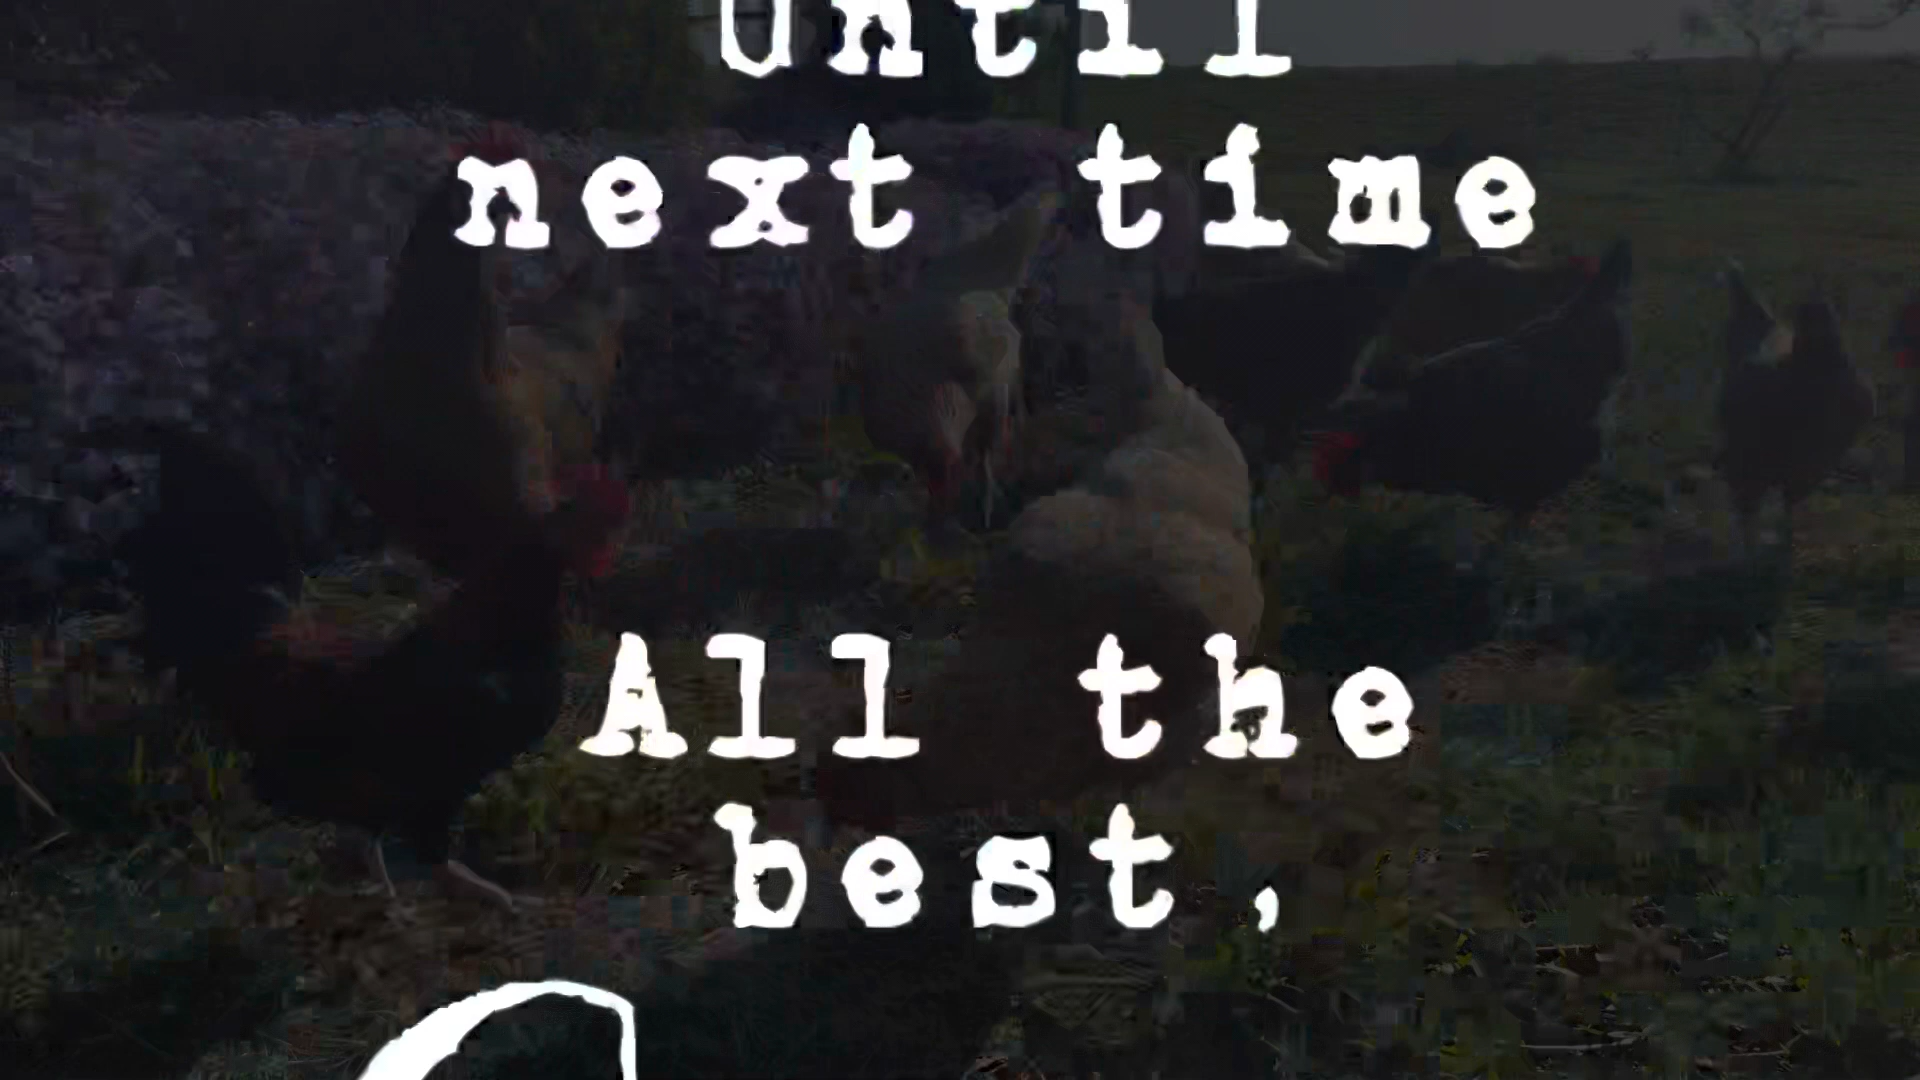 Until
next time
All the
best,